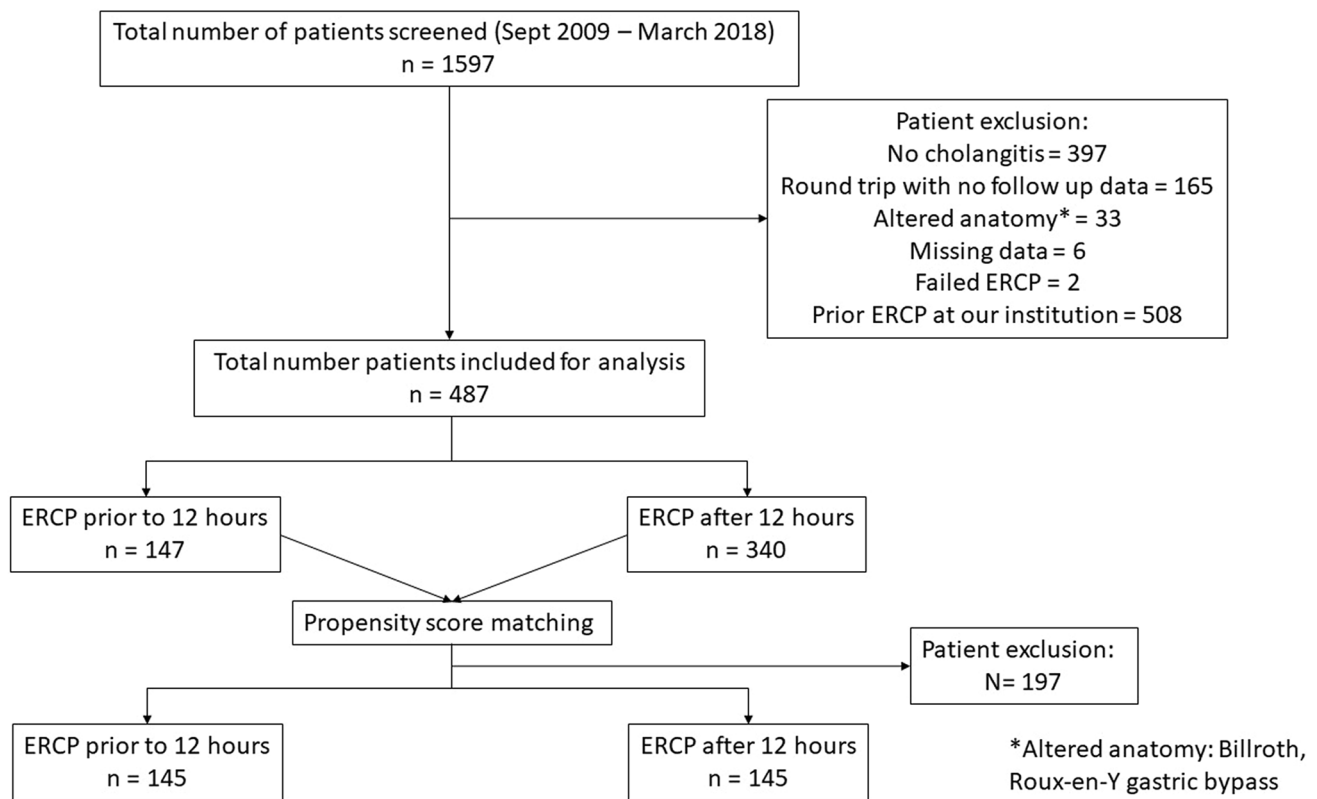 Total number of patients screened (Sept 2009 – March 2018)
n = 1597
Patient exclusion:
No cholangitis = 397
Round trip with no follow up data = 165
Altered anatomy* = 33
Missing data = 6
Failed ERCP = 2
Prior ERCP at our institution = 508
Total number patients included for analysis
n = 487
ERCP prior to 12 hours
n = 147
ERCP after 12 hours
n = 340
Propensity score matching
Patient exclusion:
N= 197
ERCP prior to 12 hours
n = 145
ERCP after 12 hours
n = 145
*Altered anatomy: Billroth,
Roux-en-Y gastric bypass